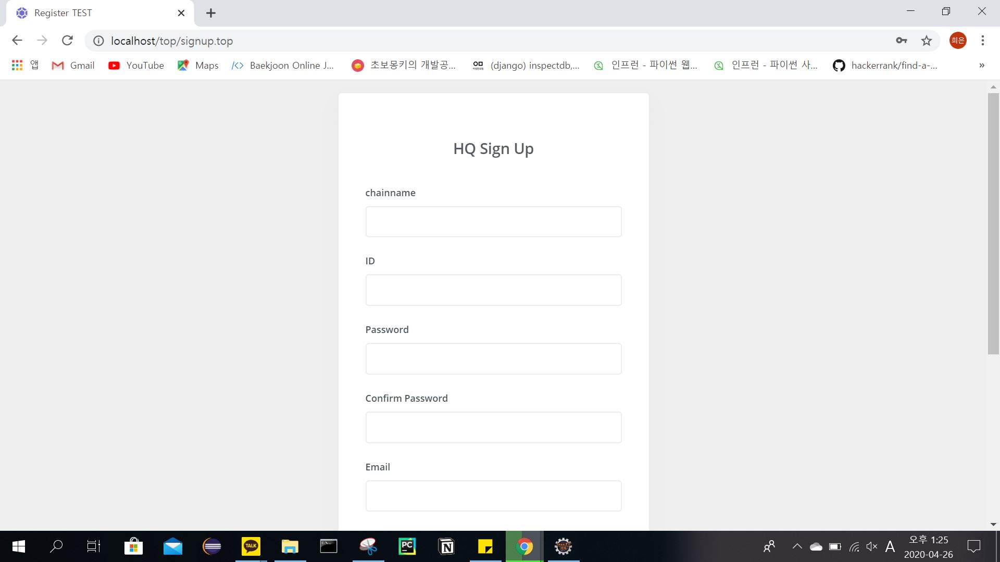 Register TEST
localhost/top/signup.top
희은
앱
Gmail
YouTube
Maps
Baekjoon Online J...
초보몽키의 개발공...
(django) inspectdb,...
인프런 - 파이썬 웹...
인프런 - 파이썬 사...
hackerrank/find-a-...
»
HQ Sign Up
chainname
ID
Password
Confirm Password
Email
TALK
PC
N
A
오후 1:25
2020-04-26